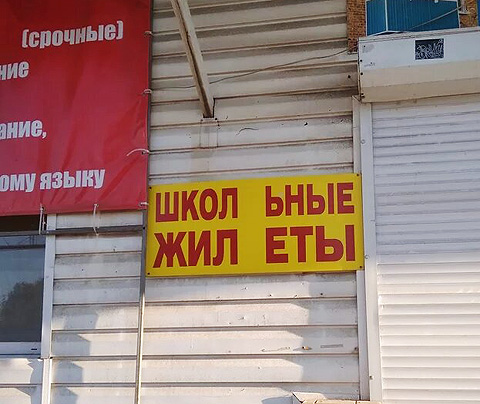 (срочные)
ние
ание,
ому языку
ШКОЛ ЬНЫЕ
ЖИЛ ЕТЫ